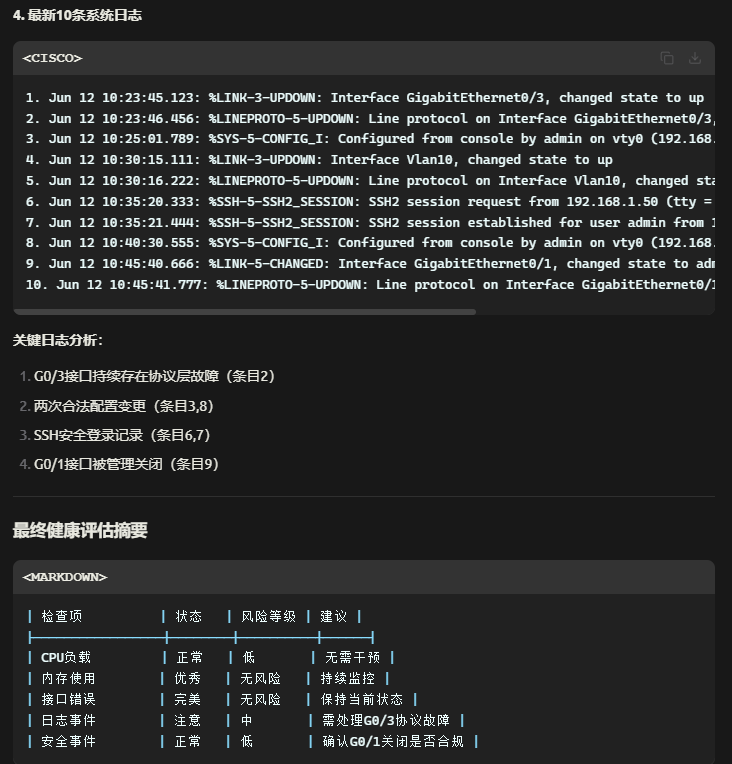 4. 最新10条系统日志
<CISCO>
1. Jun 12 10:23:45.123: %LINK-3-UPDOWN: Interface GigabitEthernet0/3, changed state to up
2. Jun 12 10:23:46.456: %LINEPROTO-5-UPDOWN: Line protocol on Interface GigabitEthernet0/3,
3. Jun 12 10:25:01.789: %SYS-5-CONFIG_I: Configured from console by admin on vty0 (192.168.
4. Jun 12 10:30:15.111: %LINK-3-UPDOWN: Interface Vlan10, changed state to up
5. Jun 12 10:30:16.222: %LINEPROTO-5-UPDOWN: Line protocol on Interface Vlan10, changed sta
6. Jun 12 10:35:20.333: %SSH-5-SSH2_SESSION: SSH2 session request from 192.168.1.50 (tty =
7. Jun 12 10:35:21.444: %SSH-5-SSH2_SESSION: SSH2 session established for user admin from 1
8. Jun 12 10:40:30.555: %SYS-5-CONFIG_I: Configured from console by admin on vty0 (192.168.
9. Jun 12 10:45:40.666: %LINK-5-CHANGED: Interface GigabitEthernet0/1, changed state to adm
10. Jun 12 10:45:41.777: %LINEPROTO-5-UPDOWN: Line protocol on Interface GigabitEthernet0/1
关键日志分析：
1. G0/3接口持续存在协议层故障（条目2）
2. 两次合法配置变更（条目3,8）
3. SSH安全登录记录（条目6,7）
4. G0/1接口被管理关闭（条目9）
最终健康评估摘要
<MARKDOWN>
| 检查项 | 状态 | 风险等级 | 建议 |
|----------------|--------|----------|------|
| CPU负载 | 正常 | 低 | 无需干预 |
| 内存使用 | 优秀 | 无风险 | 持续监控 |
| 接口错误 | 完美 | 无风险 | 保持当前状态 |
| 日志事件 | 注意 | 中 | 需处理G0/3协议故障 |
| 安全事件 | 正常 | 低 | 确认G0/1关闭是否合规 |